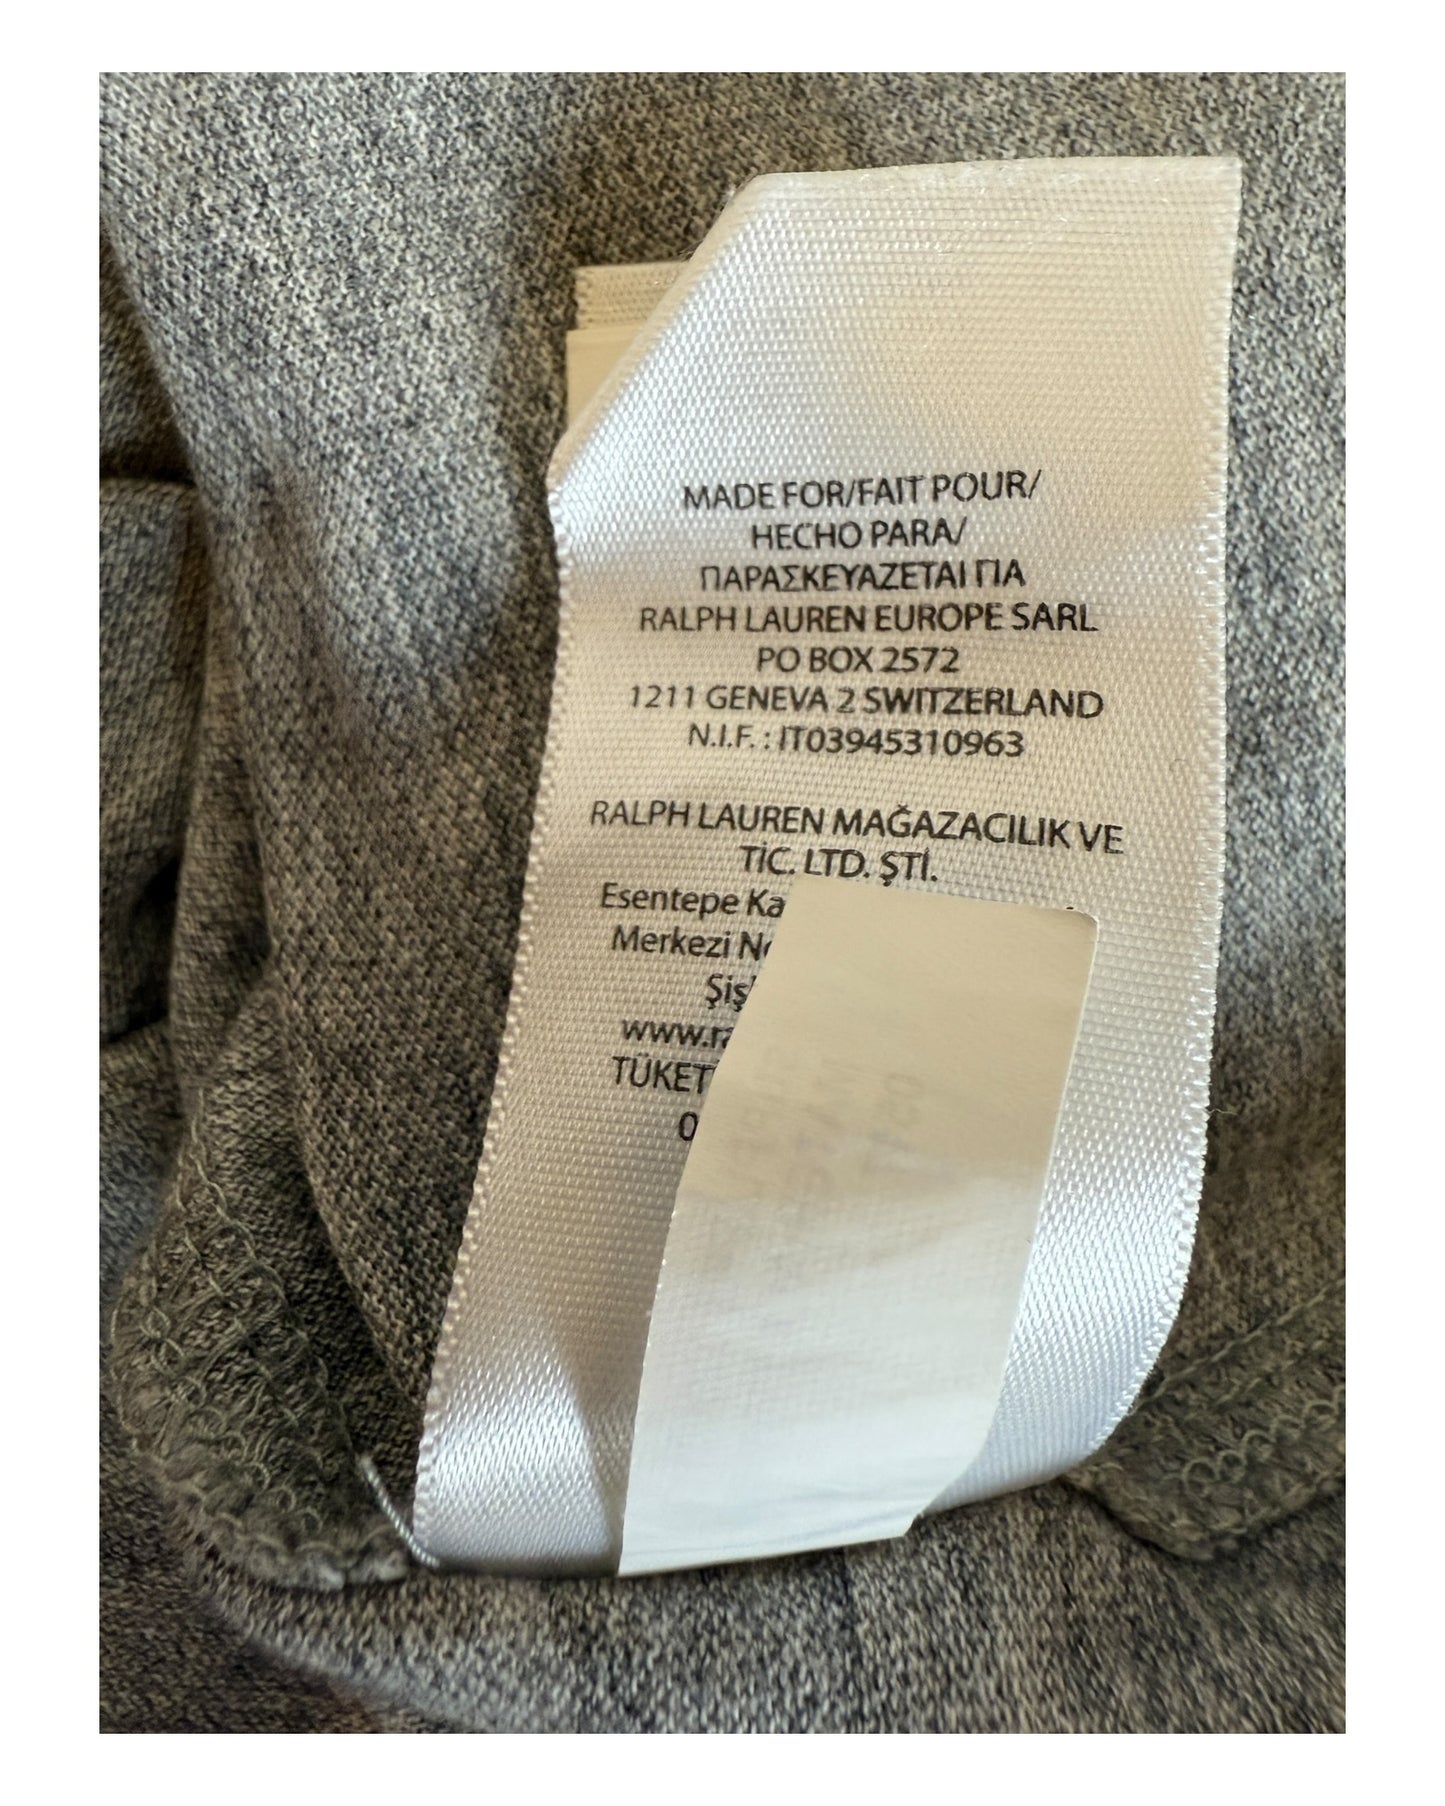 MADE FOR/FAIT POUR/
HECHO PARA/
ΠΑΡΑΣΚΕΥΑΖΕΤΑΙ ΓΙΑ
RALPH LAUREN EUROPE SARL
PO BOX 2572
1211 GENEVA 2 SWITZERLAND
N.I.F. : IT03945310963
RALPH LAUREN MAĞAZACILIK VE
TİC. LTD. ŞTİ.
Esentepe
Merkezi